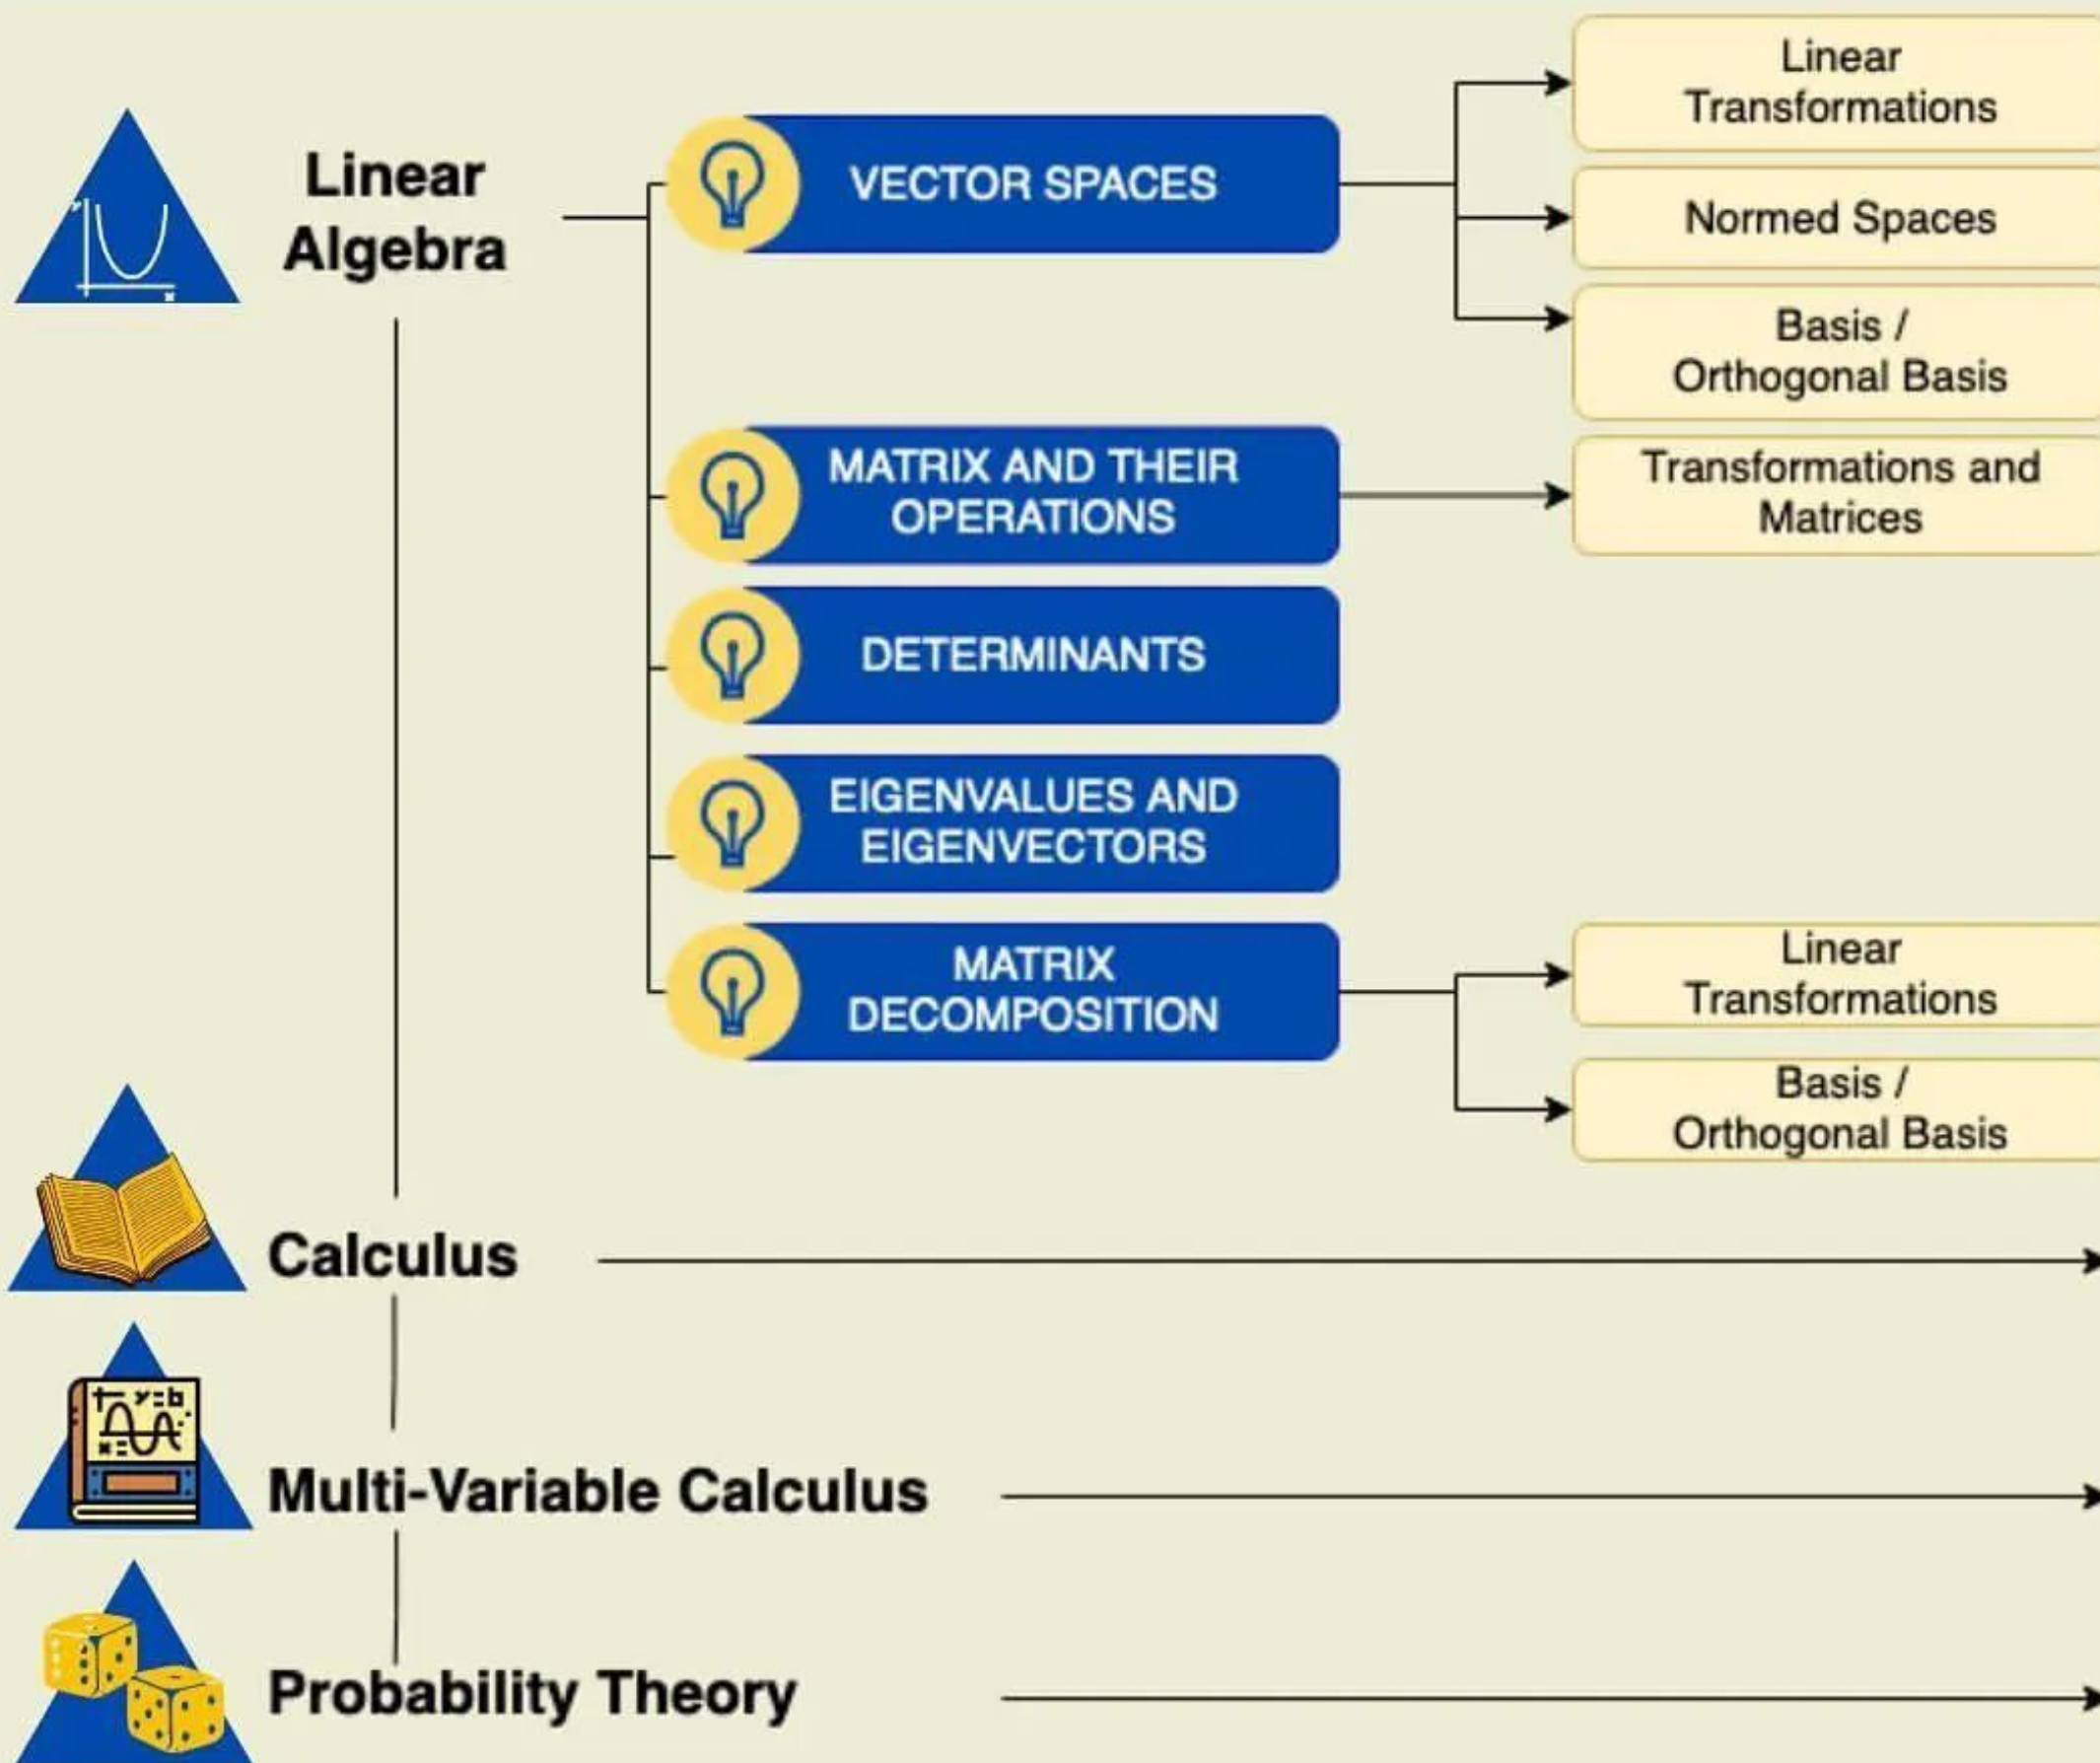 Linear
Algebra
VECTOR SPACES
Linear
Transformations
Normed Spaces
Basis /
Orthogonal Basis
MATRIX AND THEIR
OPERATIONS
Transformations and
Matrices
DETERMINANTS
EIGENVALUES AND
EIGENVECTORS
MATRIX
DECOMPOSITION
Linear
Transformations
Basis /
Orthogonal Basis
Calculus
y=b
x=
Multi-Variable Calculus
Probability Theory